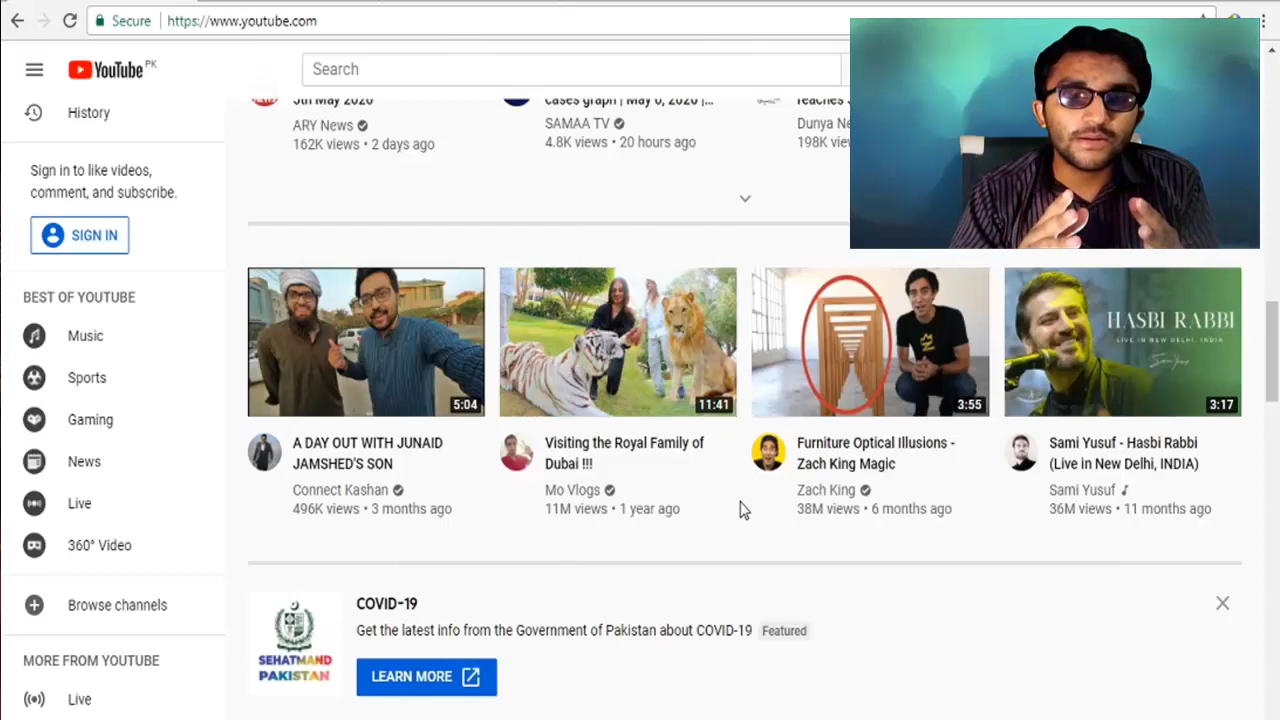 Secure
https://www.youtube.com
YouTube PK
Search
History
5th May 2020
ARY News
162K views • 2 days ago
cases graph | May 6, 2020 |...
SAMAA TV
4.8K views • 20 hours ago
Teaches
Dunya Ne
198K view
Sign in to like videos,
comment, and subscribe.
SIGN IN
BEST OF YOUTUBE
Music
Sports
Gaming
News
Live
360° Video
Browse channels
MORE FROM YOUTUBE
Live
5:04
A DAY OUT WITH JUNAID
JAMSHED'S SON
Connect Kashan
496K views • 3 months ago
11:41
Visiting the Royal Family of
Dubai !!!
Mo Vlogs
11M views • 1 year ago
3:55
Furniture Optical Illusions -
Zach King Magic
Zach King
38M views • 6 months ago
HASBI RABBI
LIVE IN NEW DELHI, INDIA
3:17
Sami Yusuf - Hasbi Rabbi
(Live in New Delhi, INDIA)
Sami Yusuf
36M views • 11 months ago
SEHATMAND
PAKISTAN
COVID-19
Get the latest info from the Government of Pakistan about COVID-19 Featured
LEARN MORE